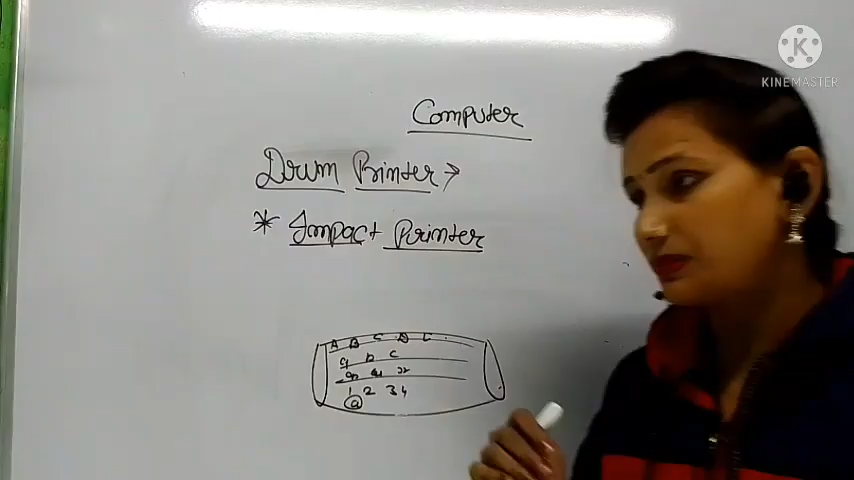 K
KINEMASTER
Computer
Drum Printer →
* Impact Printer
A B C D
a b c
1 2 3 4
a